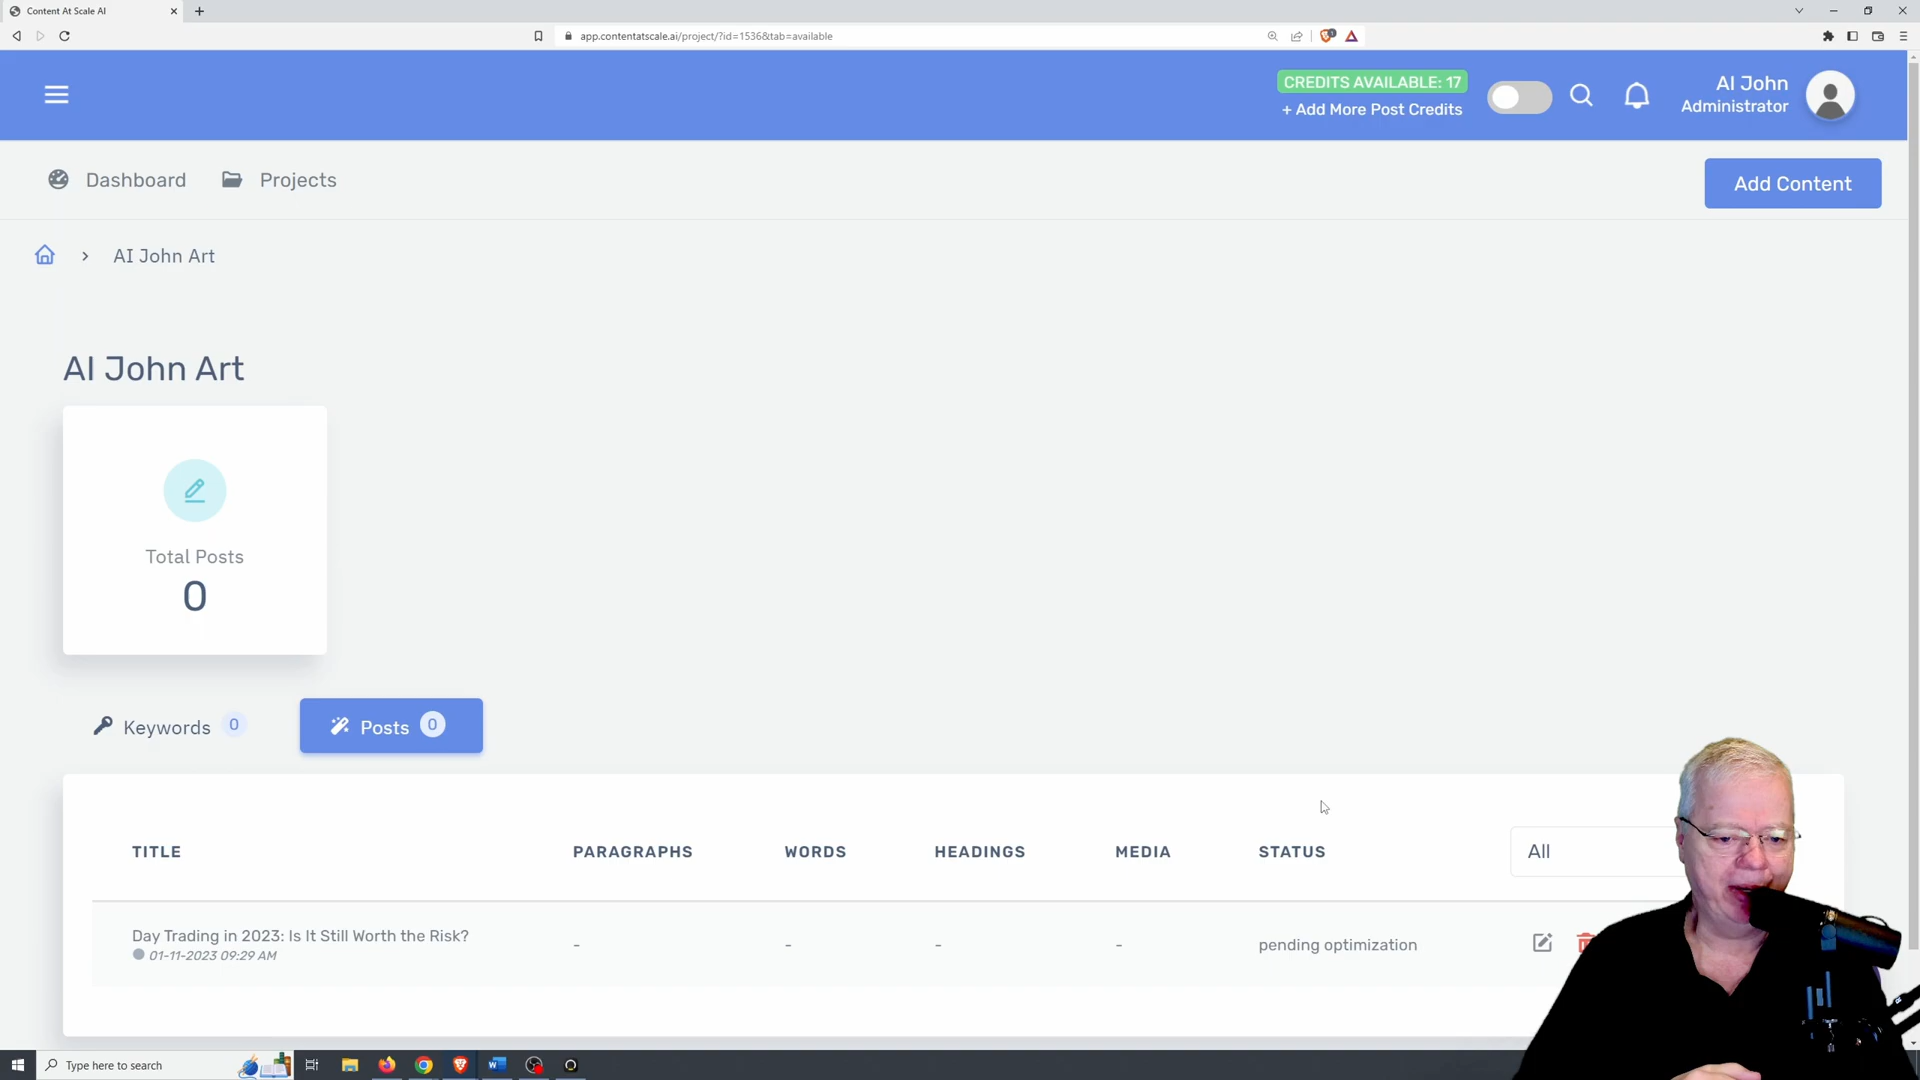 Content At Scale AI
app.contentatscale.ai/project/?id=1536&tab=available
CREDITS AVAILABLE: 17
+ Add More Post Credits
AI John
Administrator
Dashboard
Projects
Add Content
AI John Art
AI John Art
Total Posts
0
Keywords 0
Posts 0
TITLE PARAGRAPHS WORDS HEADINGS MEDIA STATUS All
Day Trading in 2023: Is It Still Worth the Risk? - - - - pending optimization
01-11-2023 09:29 AM
Type here to search